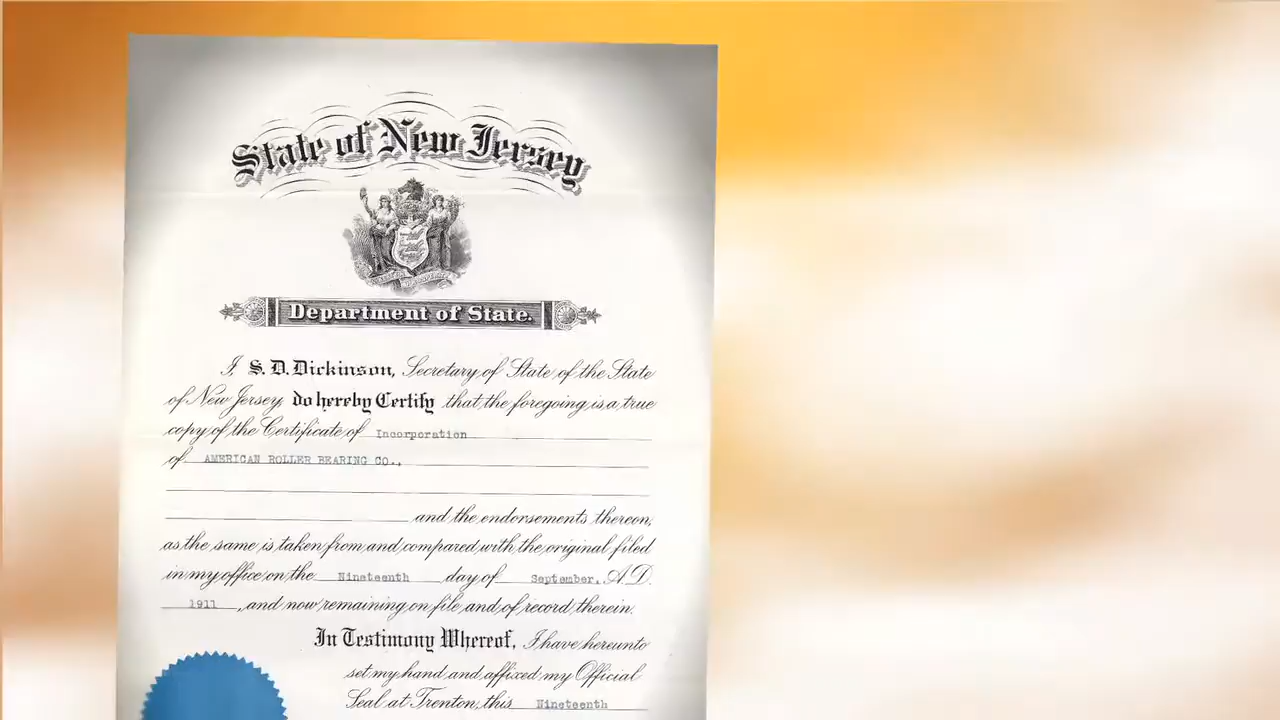 State of New Jersey
Department of State.
I, S. D. Dickinson, Secretary of State of the State
of New Jersey, do hereby Certify that the foregoing is a true
copy of the Certificate of Incorporation
of AMERICAN ROLLER BEARING CO.,
and the endorsements thereon,
as the same is taken from and compared with the original filed
in my office on the Nineteenth day of September, A.D.
1911, and now remaining on file and of record therein.
In Testimony Whereof, I have hereunto
set my hand and affixed my Official
Seal at Trenton, this Nineteenth